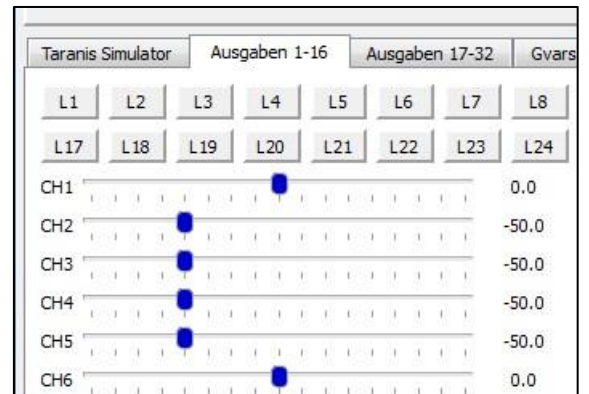 Taranis Simulator Ausgaben 1-16 Ausgaben 17-32 Gvars
L1 L2 L3 L4 L5 L6 L7 L8
L17 L18 L19 L20 L21 L22 L23 L24
CH1 0.0
CH2 -50.0
CH3 -50.0
CH4 -50.0
CH5 -50.0
CH6 0.0